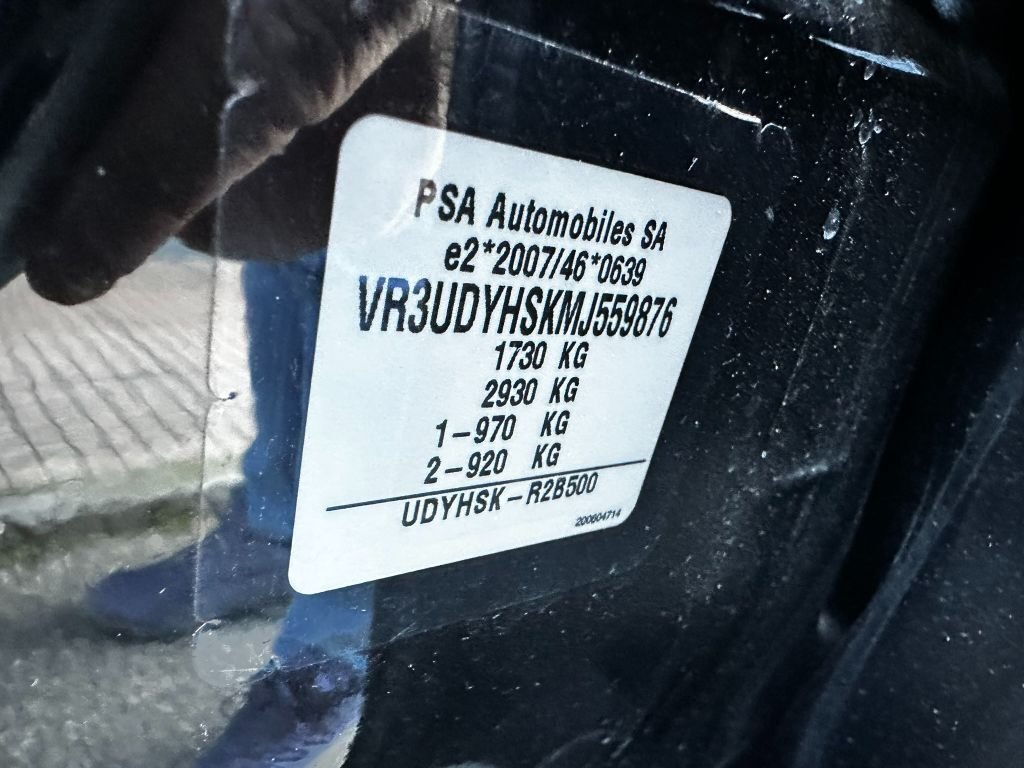 PSA Automobiles SA
e2*2007/46*0639
VR3UDYHSKMJ559876
1730 KG
2930 KG
1-970 KG
2-920 KG
UDYHSK-R2B500
200604714